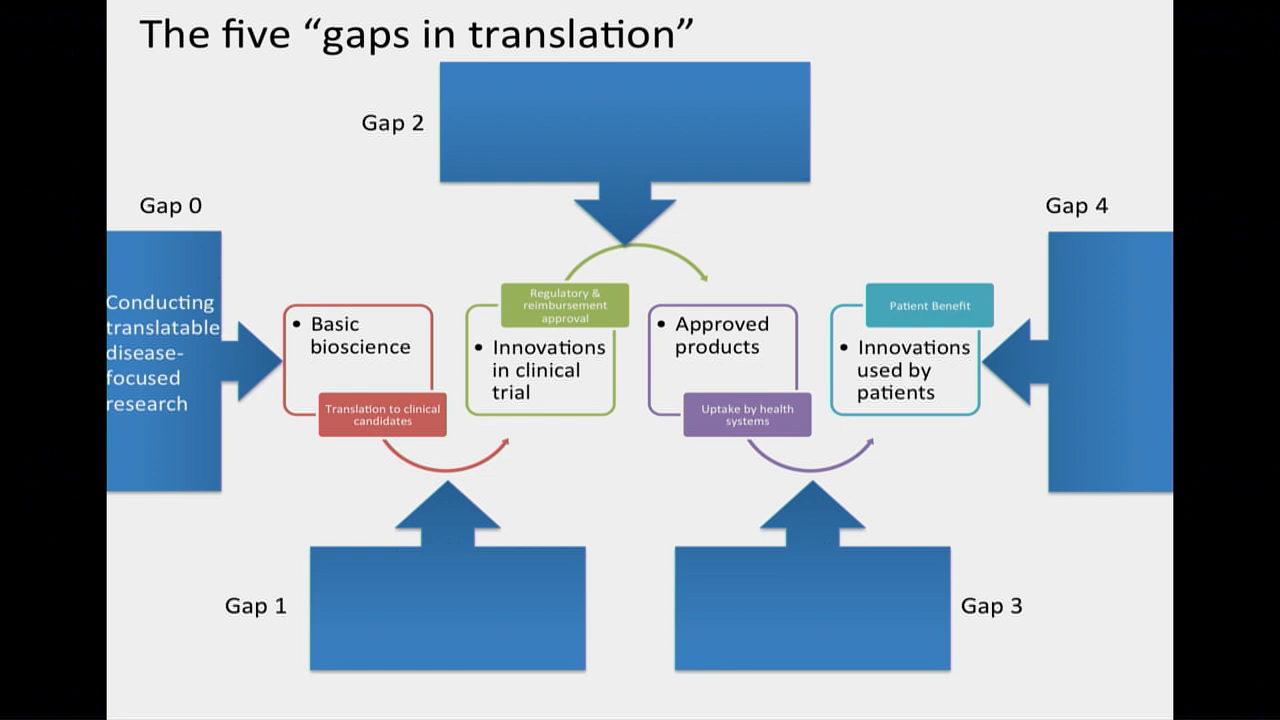 The five “gaps in translation”
Gap 2
Gap 0
Gap 4
Conducting
translatable
disease-
focused
research
• Basic
bioscience
Translation to clinical
candidates
Regulatory &
reimbursement
approval
• Innovations
in clinical
trial
• Approved
products
Uptake by health
systems
Patient Benefit
• Innovations
used by
patients
Gap 1
Gap 3